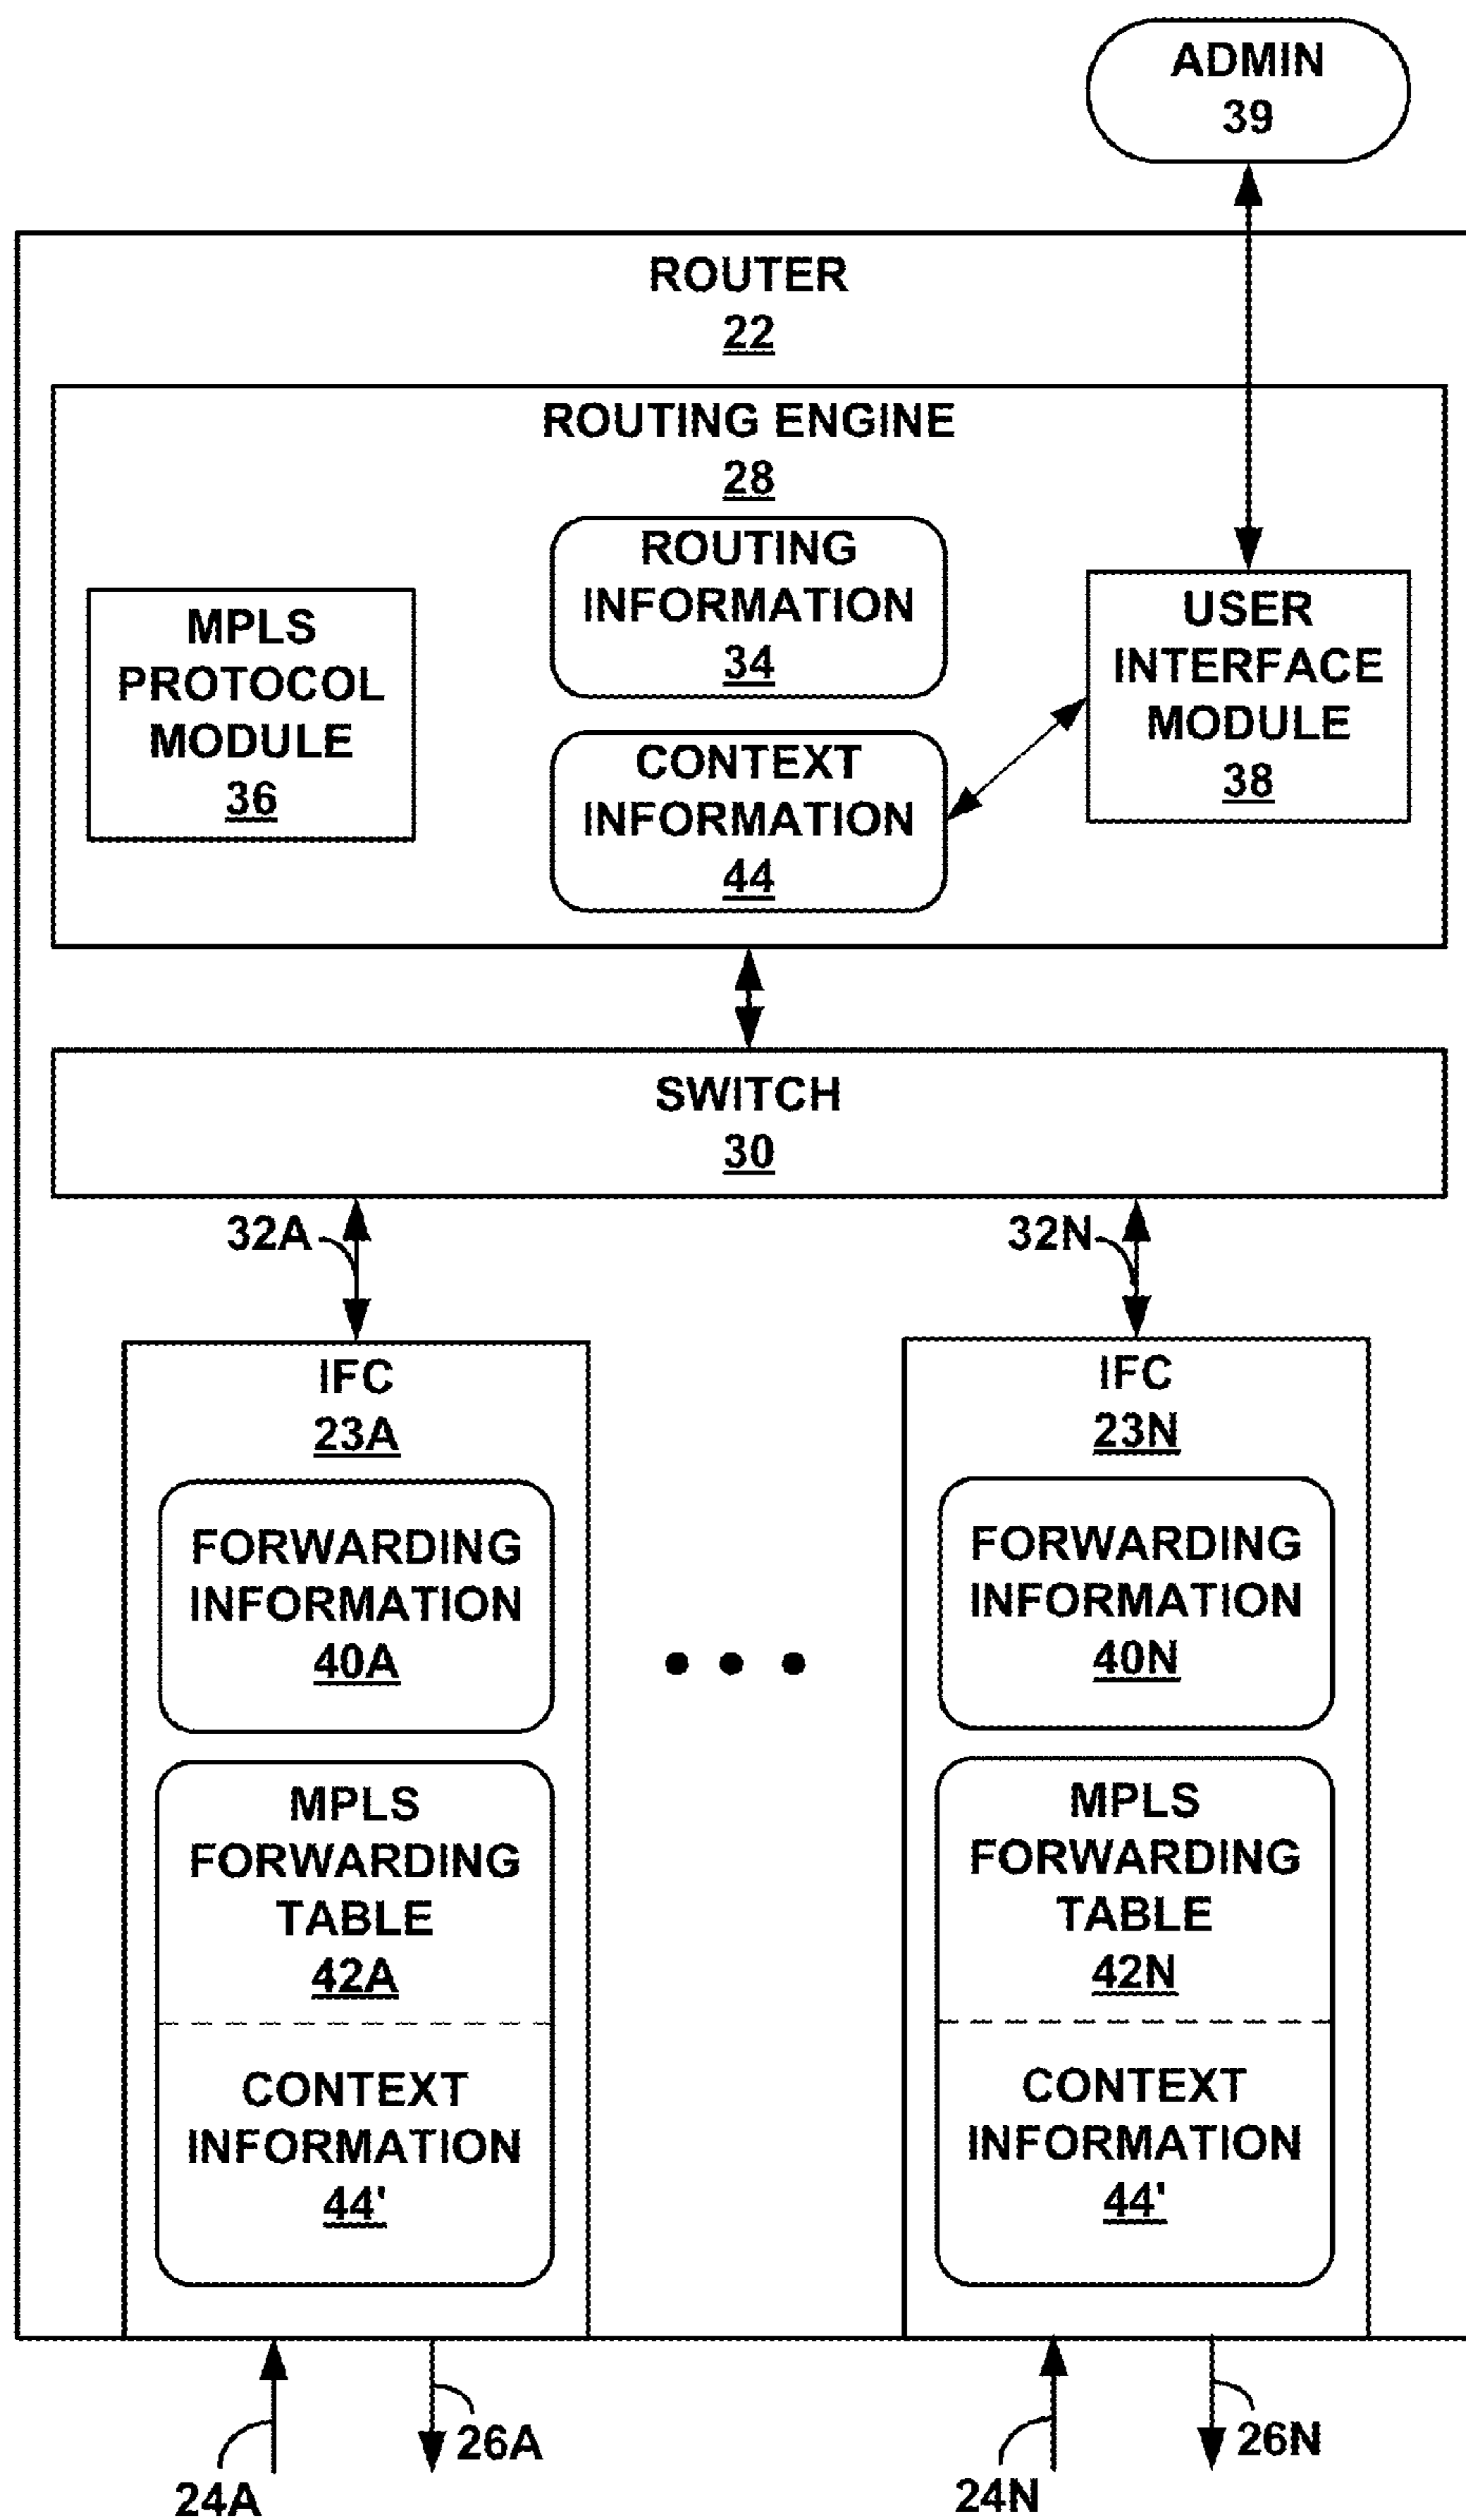 ADMIN
39
ROUTER
22
ROUTING ENGINE
28
ROUTING
INFORMATION
34
MPLS
PROTOCOL
MODULE
36
USER
INTERFACE
MODULE
38
CONTEXT
INFORMATION
44
SWITCH
30
32A
32N
IFC
23A
FORWARDING
INFORMATION
40A
MPLS
FORWARDING
TABLE
42A
CONTEXT
INFORMATION
44'
IFC
23N
FORWARDING
INFORMATION
40N
MPLS
FORWARDING
TABLE
42N
CONTEXT
INFORMATION
44'
24A
26A
24N
26N